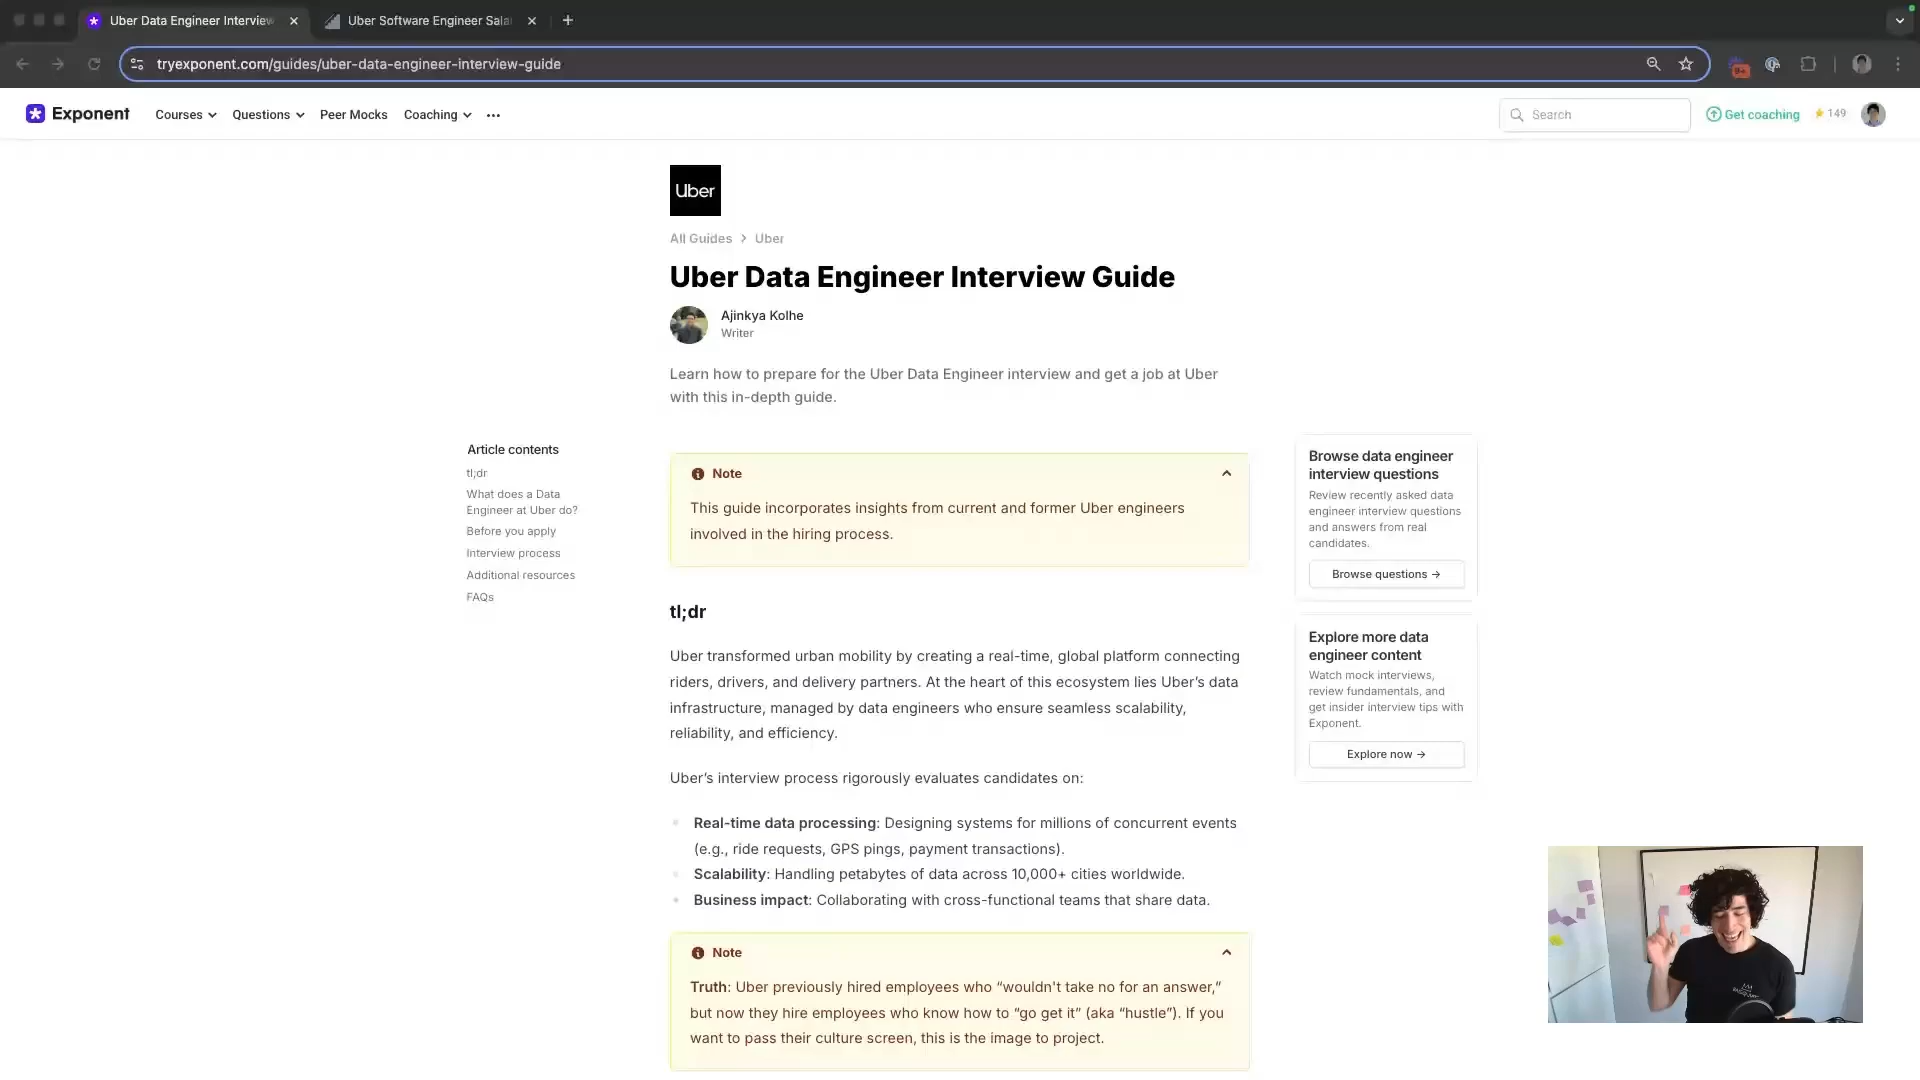 Uber Data Engineer Interview
Uber Software Engineer Sala
tryexponent.com/guides/uber-data-engineer-interview-guide
9+
Exponent
Courses
Questions
Peer Mocks
Coaching
Search
Get coaching
149
Uber
All Guides > Uber
Uber Data Engineer Interview Guide
Ajinkya Kolhe
Writer
Learn how to prepare for the Uber Data Engineer interview and get a job at Uber
with this in-depth guide.
Article contents
tl;dr
What does a Data
Engineer at Uber do?
Before you apply
Interview process
Additional resources
FAQs
Note
This guide incorporates insights from current and former Uber engineers
involved in the hiring process.
tl;dr
Uber transformed urban mobility by creating a real-time, global platform connecting
riders, drivers, and delivery partners. At the heart of this ecosystem lies Uber’s data
infrastructure, managed by data engineers who ensure seamless scalability,
reliability, and efficiency.
Uber’s interview process rigorously evaluates candidates on:
Real-time data processing: Designing systems for millions of concurrent events
(e.g., ride requests, GPS pings, payment transactions).
Scalability: Handling petabytes of data across 10,000+ cities worldwide.
Business impact: Collaborating with cross-functional teams that share data.
Note
Truth: Uber previously hired employees who “wouldn't take no for an answer,”
but now they hire employees who know how to “go get it” (aka “hustle”). If you
want to pass their culture screen, this is the image to project.
Browse data engineer
interview questions
Review recently asked data
engineer interview questions
and answers from real
candidates.
Browse questions →
Explore more data
engineer content
Watch mock interviews,
review fundamentals, and
get insider interview tips with
Exponent.
Explore now →